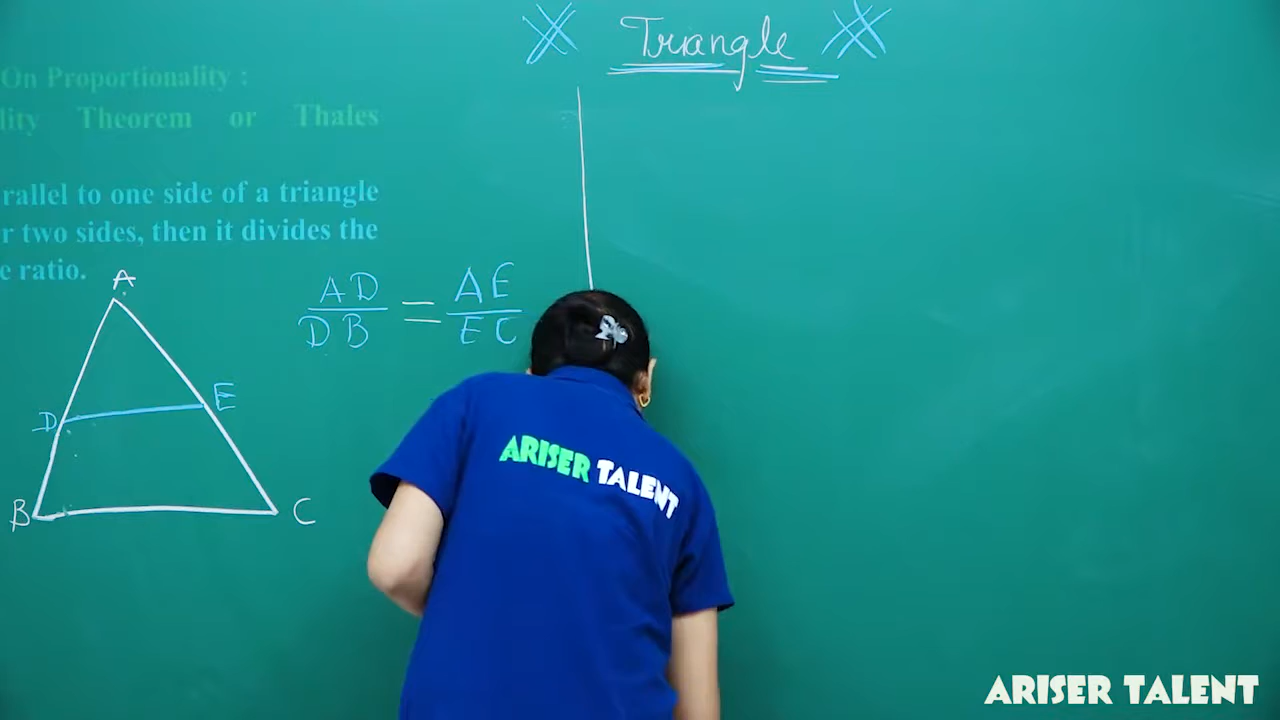 Triangle
On Proportionality :
lity Theorem or Thales
rallel to one side of a triangle
r two sides, then it divides the
e ratio.
A
AD
DB
=
AE
EC
D
E
B
C
ARISER TALENT
ARISER TALENT